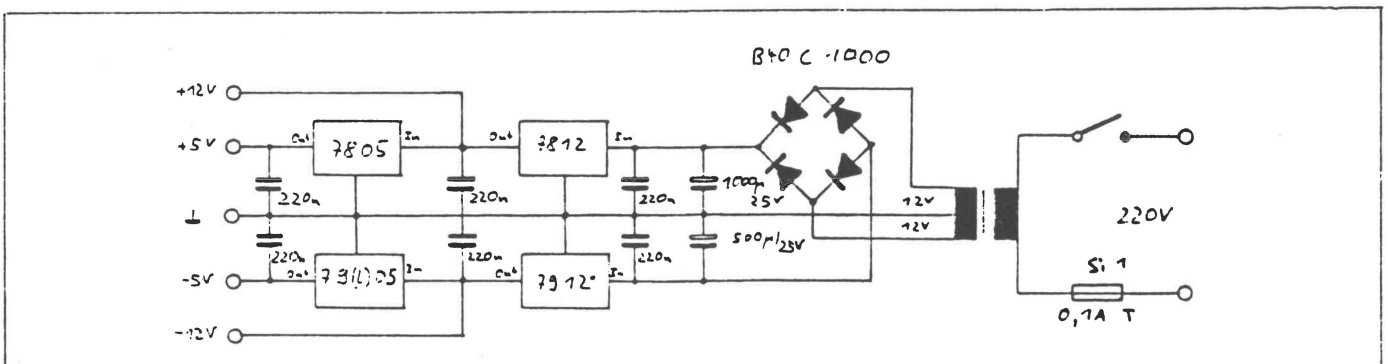 B40 C 1000
+12V
+5V
Out
7805
In
Out
7812
In
220n
220n
220n
1000µ
25V
12V
12V
220V
220n
220n
220n
500µ/25V
-5V
Out
79(L)05
In
Out
7912
In
-12V
Si 1
0,1A T